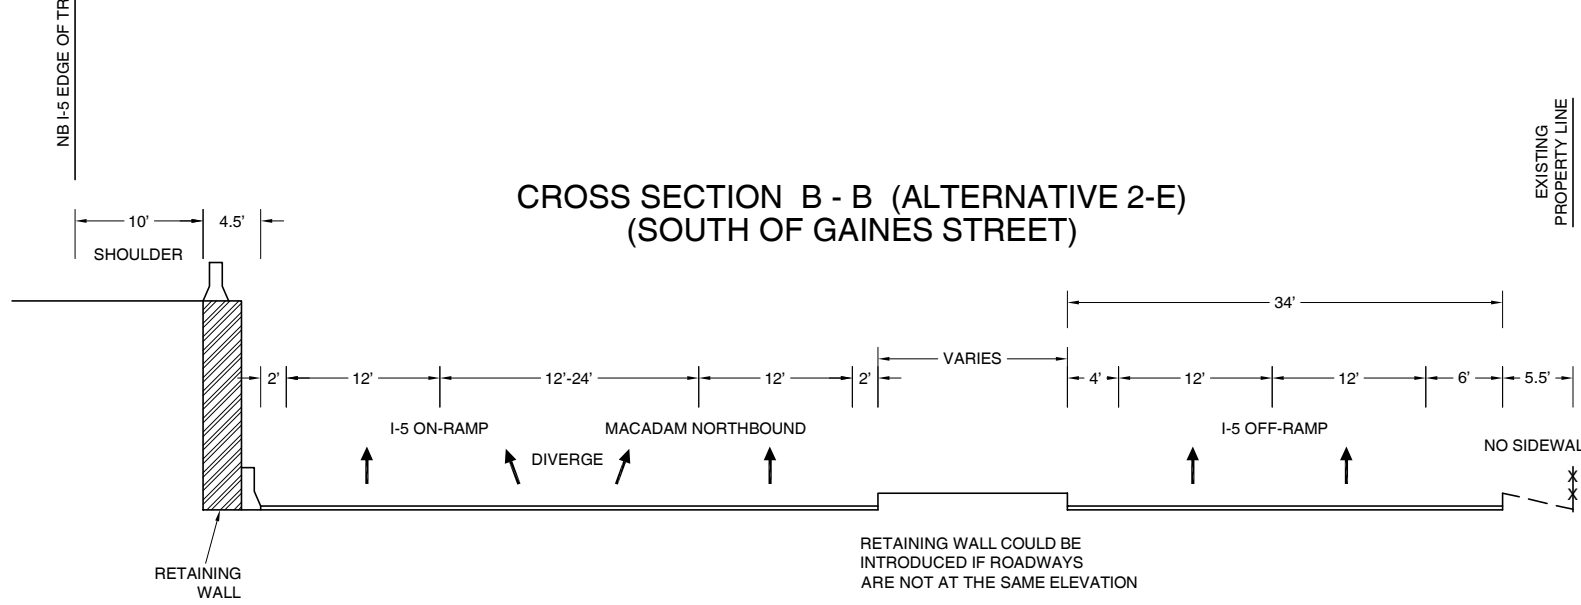 NB I-5 EDGE OF
EXISTING
PROPERTY LINE
CROSS SECTION B - B (ALTERNATIVE 2-E)
(SOUTH OF GAINES STREET)
10' 4.5'
SHOULDER
34'
VARIES
2' 12' 12'-24' 12' 2' 4' 12' 12' 6' 5.5'
I-5 ON-RAMP MACADAM NORTHBOUND I-5 OFF-RAMP
DIVERGE
NO
X
X
RETAINING WALL COULD BE
INTRODUCED IF ROADWAYS
ARE NOT AT THE SAME ELEVATION
RETAINING
WALL